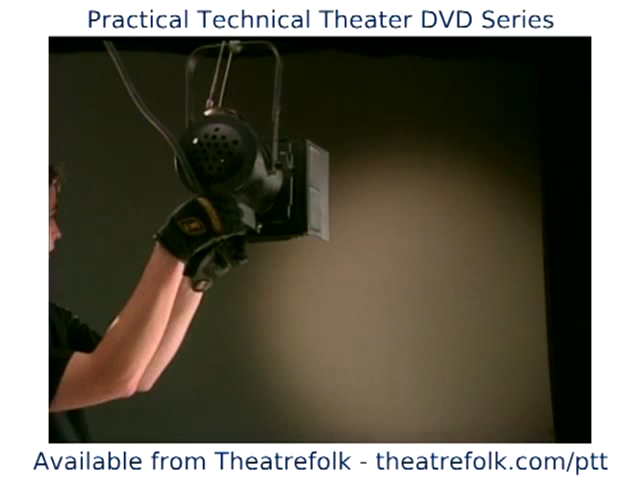 Practical Technical Theater DVD Series
Available from Theatrefolk - theatrefolk.com/ptt